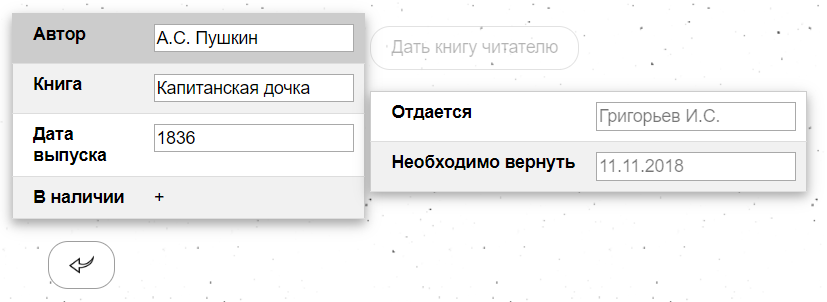 Автор А.С. Пушкин
Книга Капитанская дочка
Дата
выпуска 1836
В наличии +
Дать книгу читателю
Отдается Григорьев И.С.
Необходимо вернуть 11.11.2018